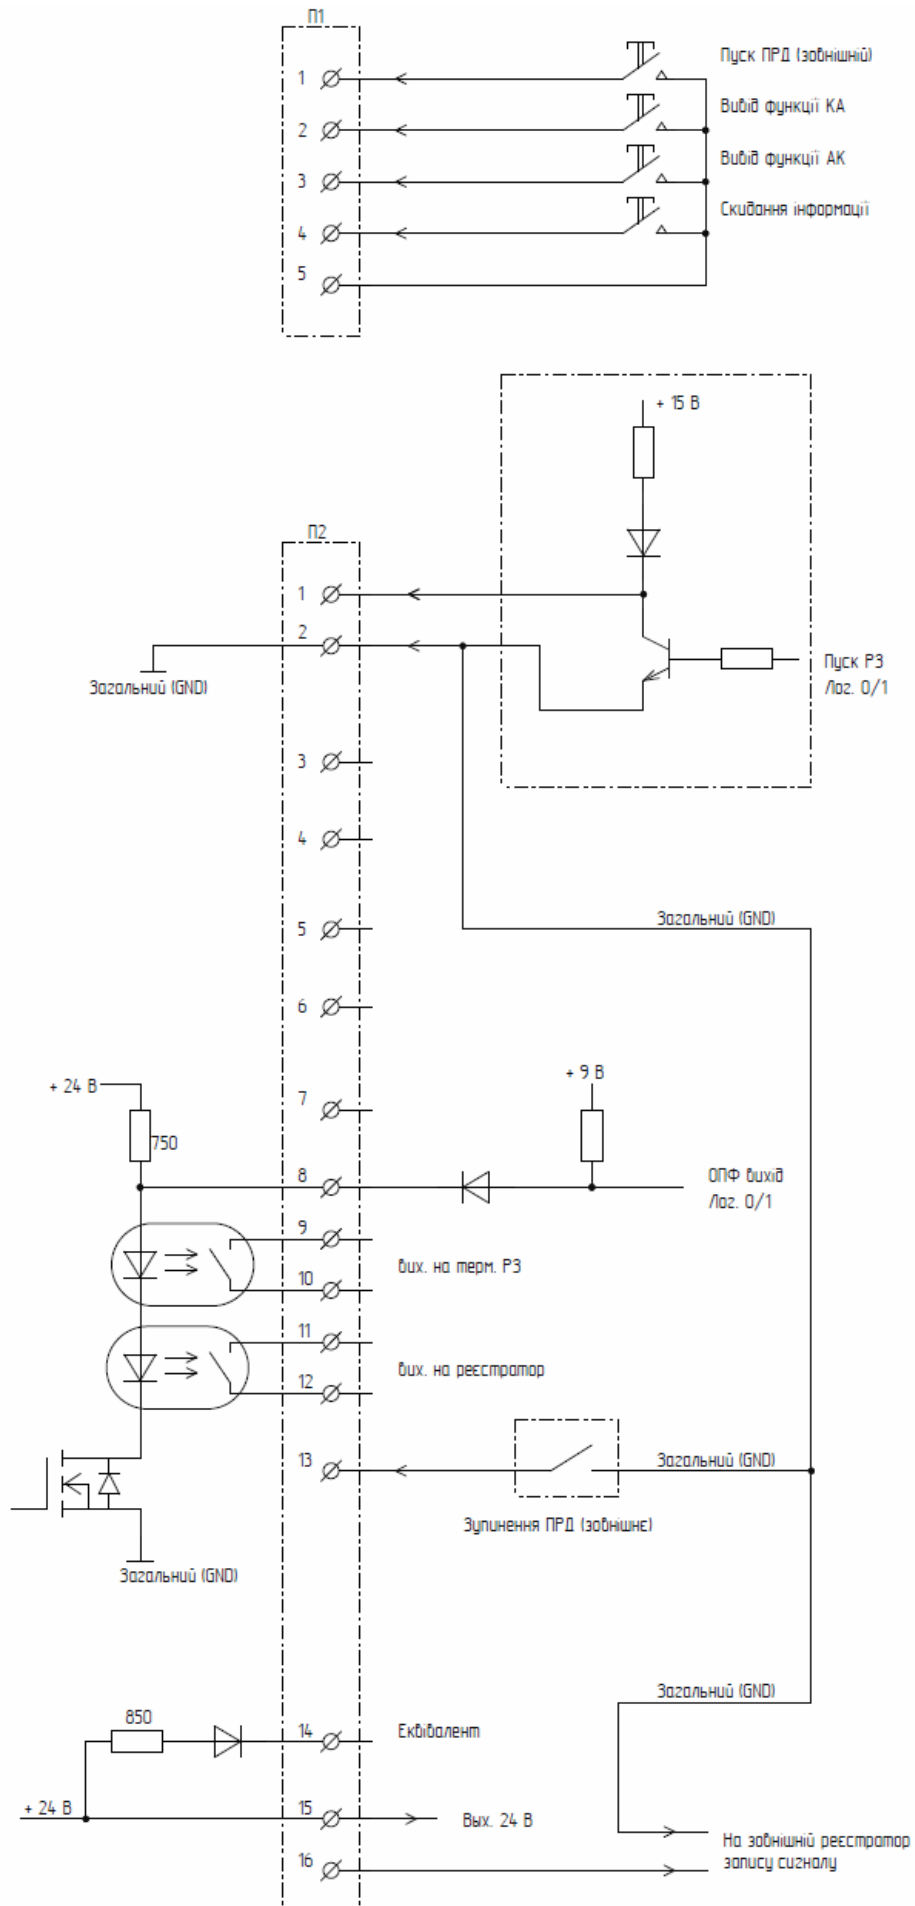 П1
1
Пуск ПРД (зовнішній)
2
Вивід функції КА
3
Вивід функції АК
4
Скидання інформації
5
+ 15 В
П2
1
2
Загальний (GND)
Пуск РЗ
Лог. 0/1
3
4
5
Загальний (GND)
6
+ 24 В
7
+ 9 В
750
8
ОПФ вихід
Лог. 0/1
9
вих. на терм. РЗ
10
11
вих. на реєстратор
12
13
Загальний (GND)
Зупинення ПРД (зовнішнє)
Загальний (GND)
Загальний (GND)
850
14
Еквівалент
+ 24 В
15
Вых. 24 В
16
На зовнішній реєстратор
запису сигналу